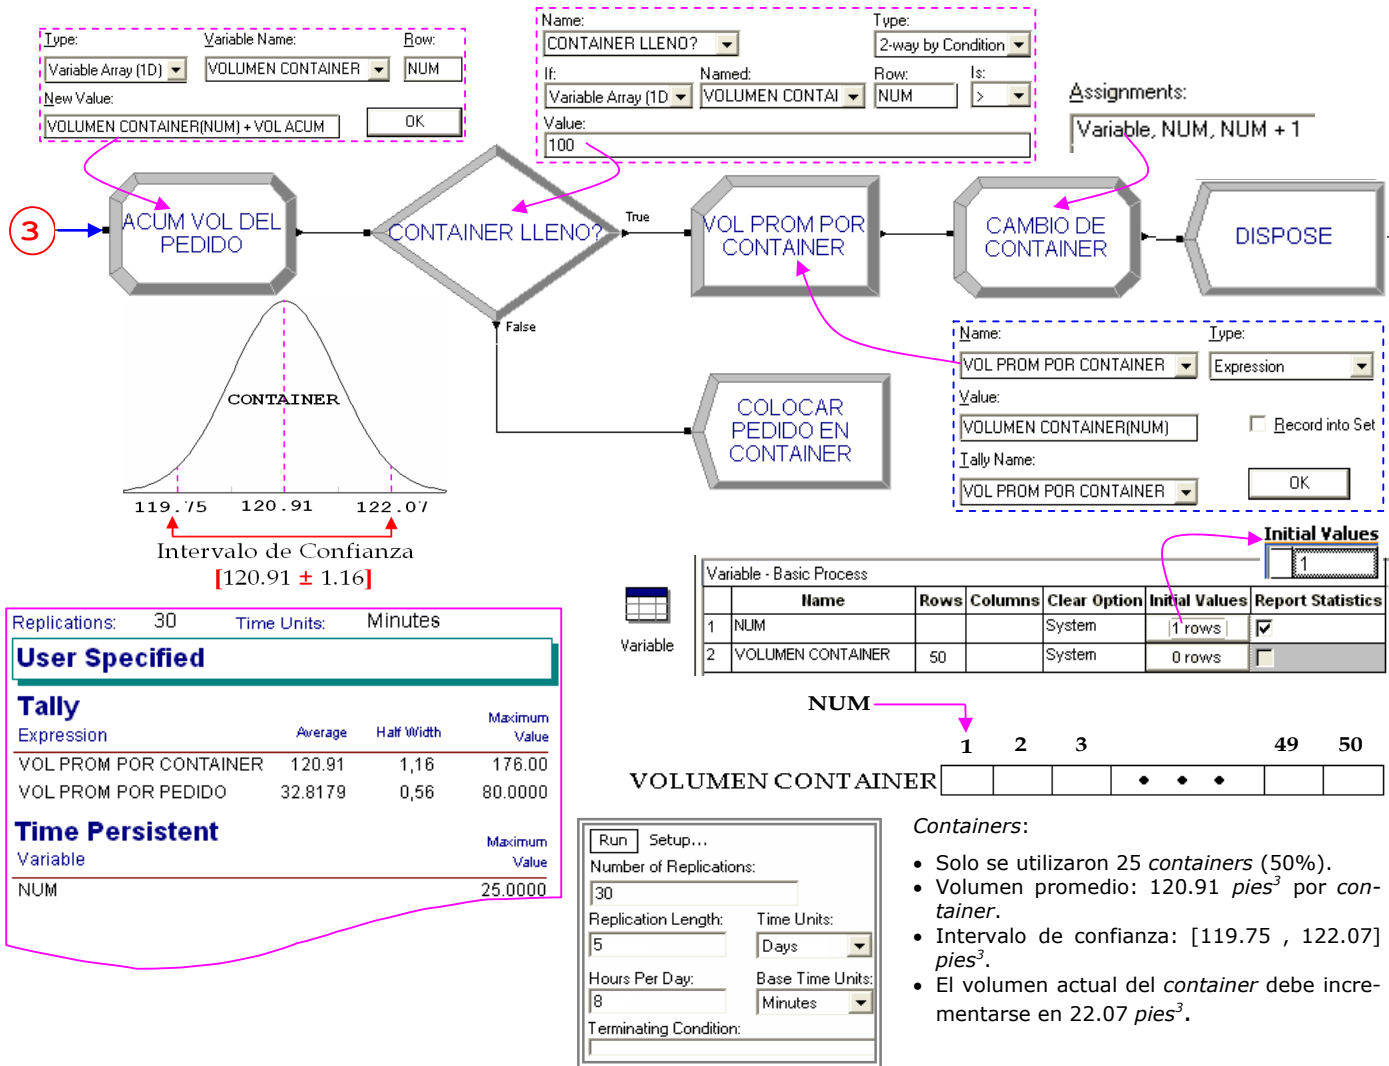 Type:
Variable Name:
Row:
Variable Array (1D)
VOLUMEN CONTAINER
NUM
New Value:
VOLUMEN CONTAINER(NUM) + VOL ACUM
OK
Name:
Type:
CONTAINER LLENO?
2-way by Condition
If:
Named:
Row:
Is:
Variable Array (1D
VOLUMEN CONTAI
NUM
>
Value:
100
Assignments:
Variable, NUM, NUM + 1
3
ACUM VOL DEL
PEDIDO
CONTAINER LLENO?
True
False
VOL PROM POR
CONTAINER
CAMBIO DE
CONTAINER
DISPOSE
COLOCAR
PEDIDO EN
CONTAINER
CONTAINER
119.75 120.91 122.07
Intervalo de Confianza
[120.91 ± 1.16]
Name:
Type:
VOL PROM POR CONTAINER
Expression
Value:
VOLUMEN CONTAINER(NUM)
Record into Set
Tally Name:
VOL PROM POR CONTAINER
OK
Initial Values
1
Variable - Basic Process
Name Rows Columns Clear Option Initial Values Report Statistics
1 NUM System 1 rows
2 VOLUMEN CONTAINER 50 System 0 rows
Variable
NUM
1 2 3 49 50
VOLUMEN CONTAINER • • •
Replications: 30 Time Units: Minutes
User Specified
Tally
Expression Average Half Width Maximum Value
VOL PROM POR CONTAINER 120.91 1,16 176.00
VOL PROM POR PEDIDO 32.8179 0,56 80.0000
Time Persistent
Variable Maximum Value
NUM 25.0000
Run Setup...
Number of Replications:
30
Replication Length: Time Units:
5 Days
Hours Per Day: Base Time Units:
8 Minutes
Terminating Condition:
Containers:
• Solo se utilizaron 25 containers (50%).
• Volumen promedio: 120.91 pies³ por con-
tainer.
• Intervalo de confianza: [119.75 , 122.07]
pies³.
• El volumen actual del container debe incre-
mentarse en 22.07 pies³.